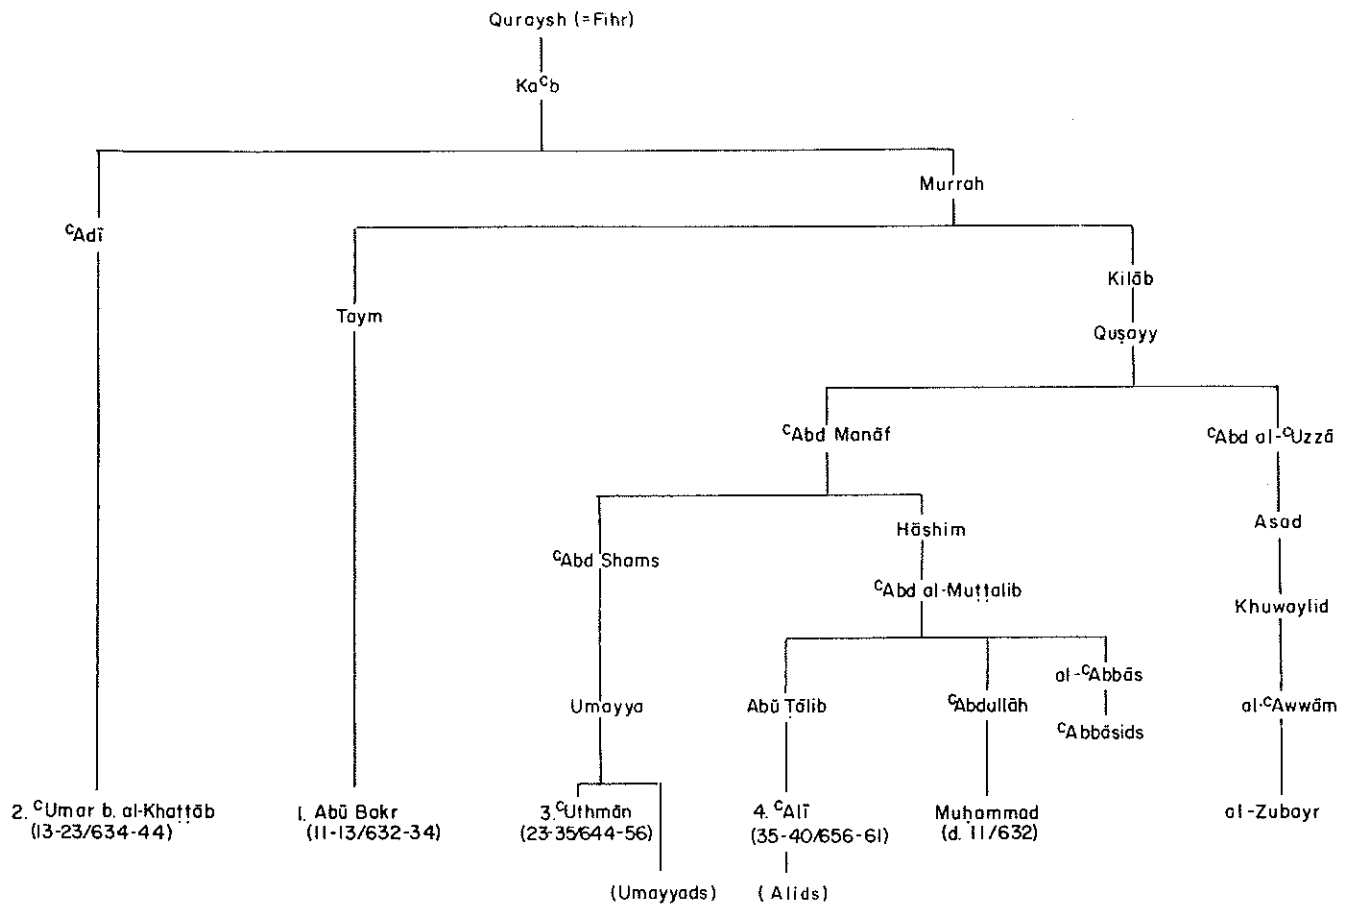 Quraysh (=Fihr)
Kaᶜb
Murrah
ᶜAdī
Kilāb
Taym
Quṣayy
ᶜAbd Manāf
ᶜAbd al-ᶜUzzā
Asad
Hāshim
ᶜAbd Shams
ᶜAbd al-Muṭṭalib
Khuwaylid
al-ᶜAbbās
Umayya
Abū Ṭālib
ᶜAbdullāh
al-ᶜAwwām
ᶜAbbāsids
2. ᶜUmar b. al-Khaṭṭāb
(13-23/634-44)
1. Abū Bakr
(11-13/632-34)
3. ᶜUthmān
(23-35/644-56)
4. ᶜAlī
(35-40/656-61)
Muḥammad
(d. 11/632)
al-Zubayr
(Umayyads)
(Alids)